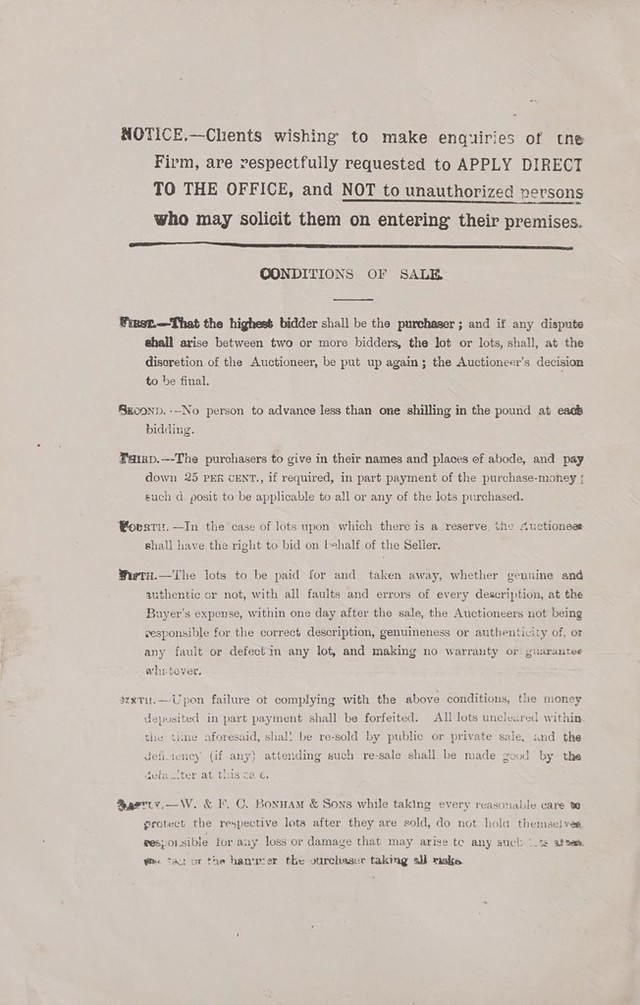 NOTICE.—Clients wishing to make enquiries of the
Firm, are respectfully requested to APPLY DIRECT
TO THE OFFICE, and NOT to unauthorized persons
who may solicit them on entering their premises.
CONDITIONS OF SALE.
FIRST.—That the highest bidder shall be the purchaser; and if any dispute
shall arise between two or more bidders, the lot or lots, shall, at the
discretion of the Auctioneer, be put up again; the Auctioneer's decision
to be final.
SECOND.—No person to advance less than one shilling in the pound at each
bidding.
THIRD.—The purchasers to give in their names and places of abode, and pay
down 25 PER CENT., if required, in part payment of the purchase-money;
such d posit to be applicable to all or any of the lots purchased.
FOURTH.—In the case of lots upon which there is a reserve, the Auctioneer
shall have the right to bid on behalf of the Seller.
FIFTH.—The lots to be paid for and taken away, whether genuine and
authentic or not, with all faults and errors of every description, at the
Buyer's expense, within one day after the sale, the Auctioneers not being
responsible for the correct description, genuineness or authenticity of, or
any fault or defect in any lot, and making no warranty or guarantee
whatever.
SIXTH.—Upon failure of complying with the above conditions, the money
deposited in part payment shall be forfeited. All lots uncleared within
the time aforesaid, shall be re-sold by public or private sale, and the
deficiency (if any) attending such re-sale shall be made good by the
defaulter at this sale.
LASTLY.—W. & F. C. BONHAM & SONS while taking every reasonable care to
protect the respective lots after they are sold, do not hold themselves
responsible for any loss or damage that may arise to any such lots after
the fall of the hammer the purchaser taking all risks.